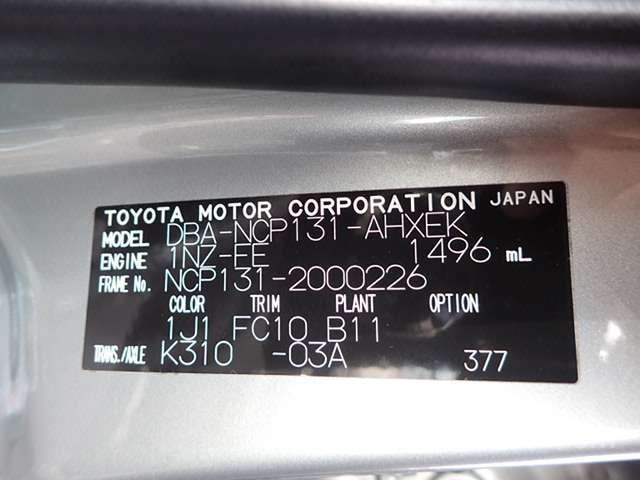 TOYOTA MOTOR CORPORATION JAPAN
MODEL DBA-NCP131-AHXEK
ENGINE 1NZ-FE 1496 mL
FRAME No. NCP131-2000226
COLOR TRIM PLANT OPTION
1J1 FC10 B11
TRANS./AXLE K310 -03A 377